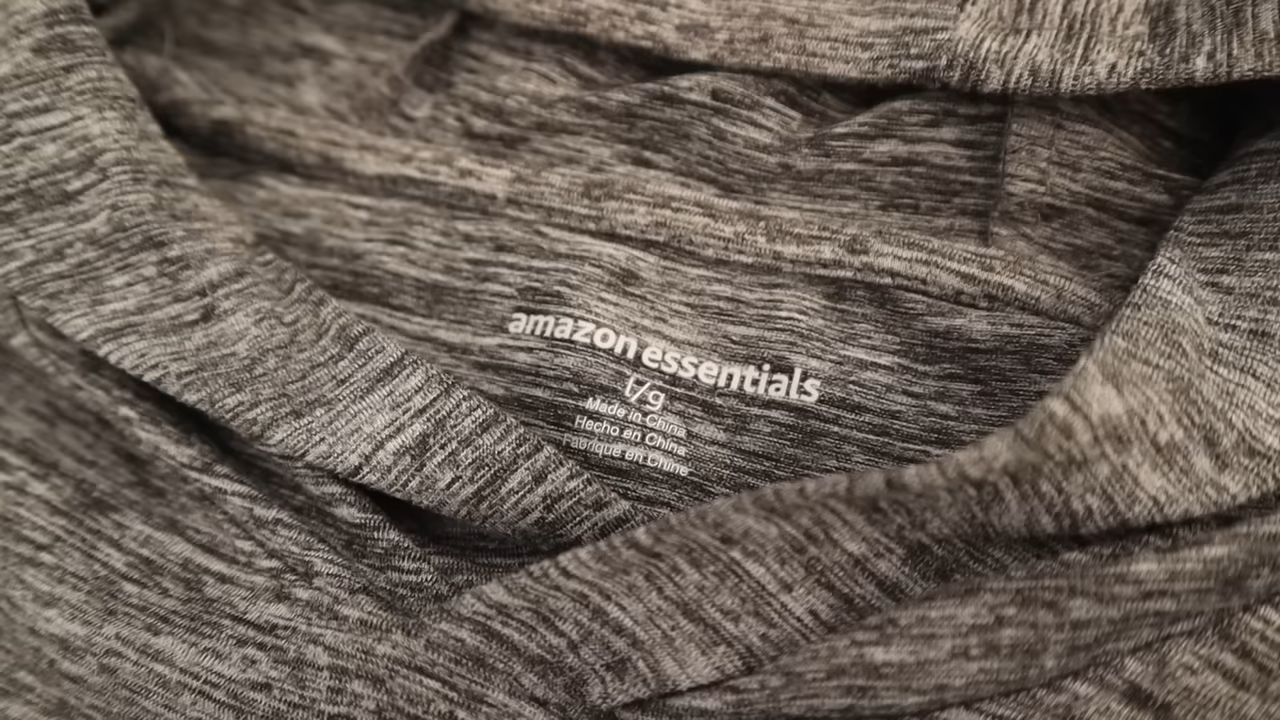 amazon essentials
l/g
Made in China
Hecho en China
Fabriqué en Chine